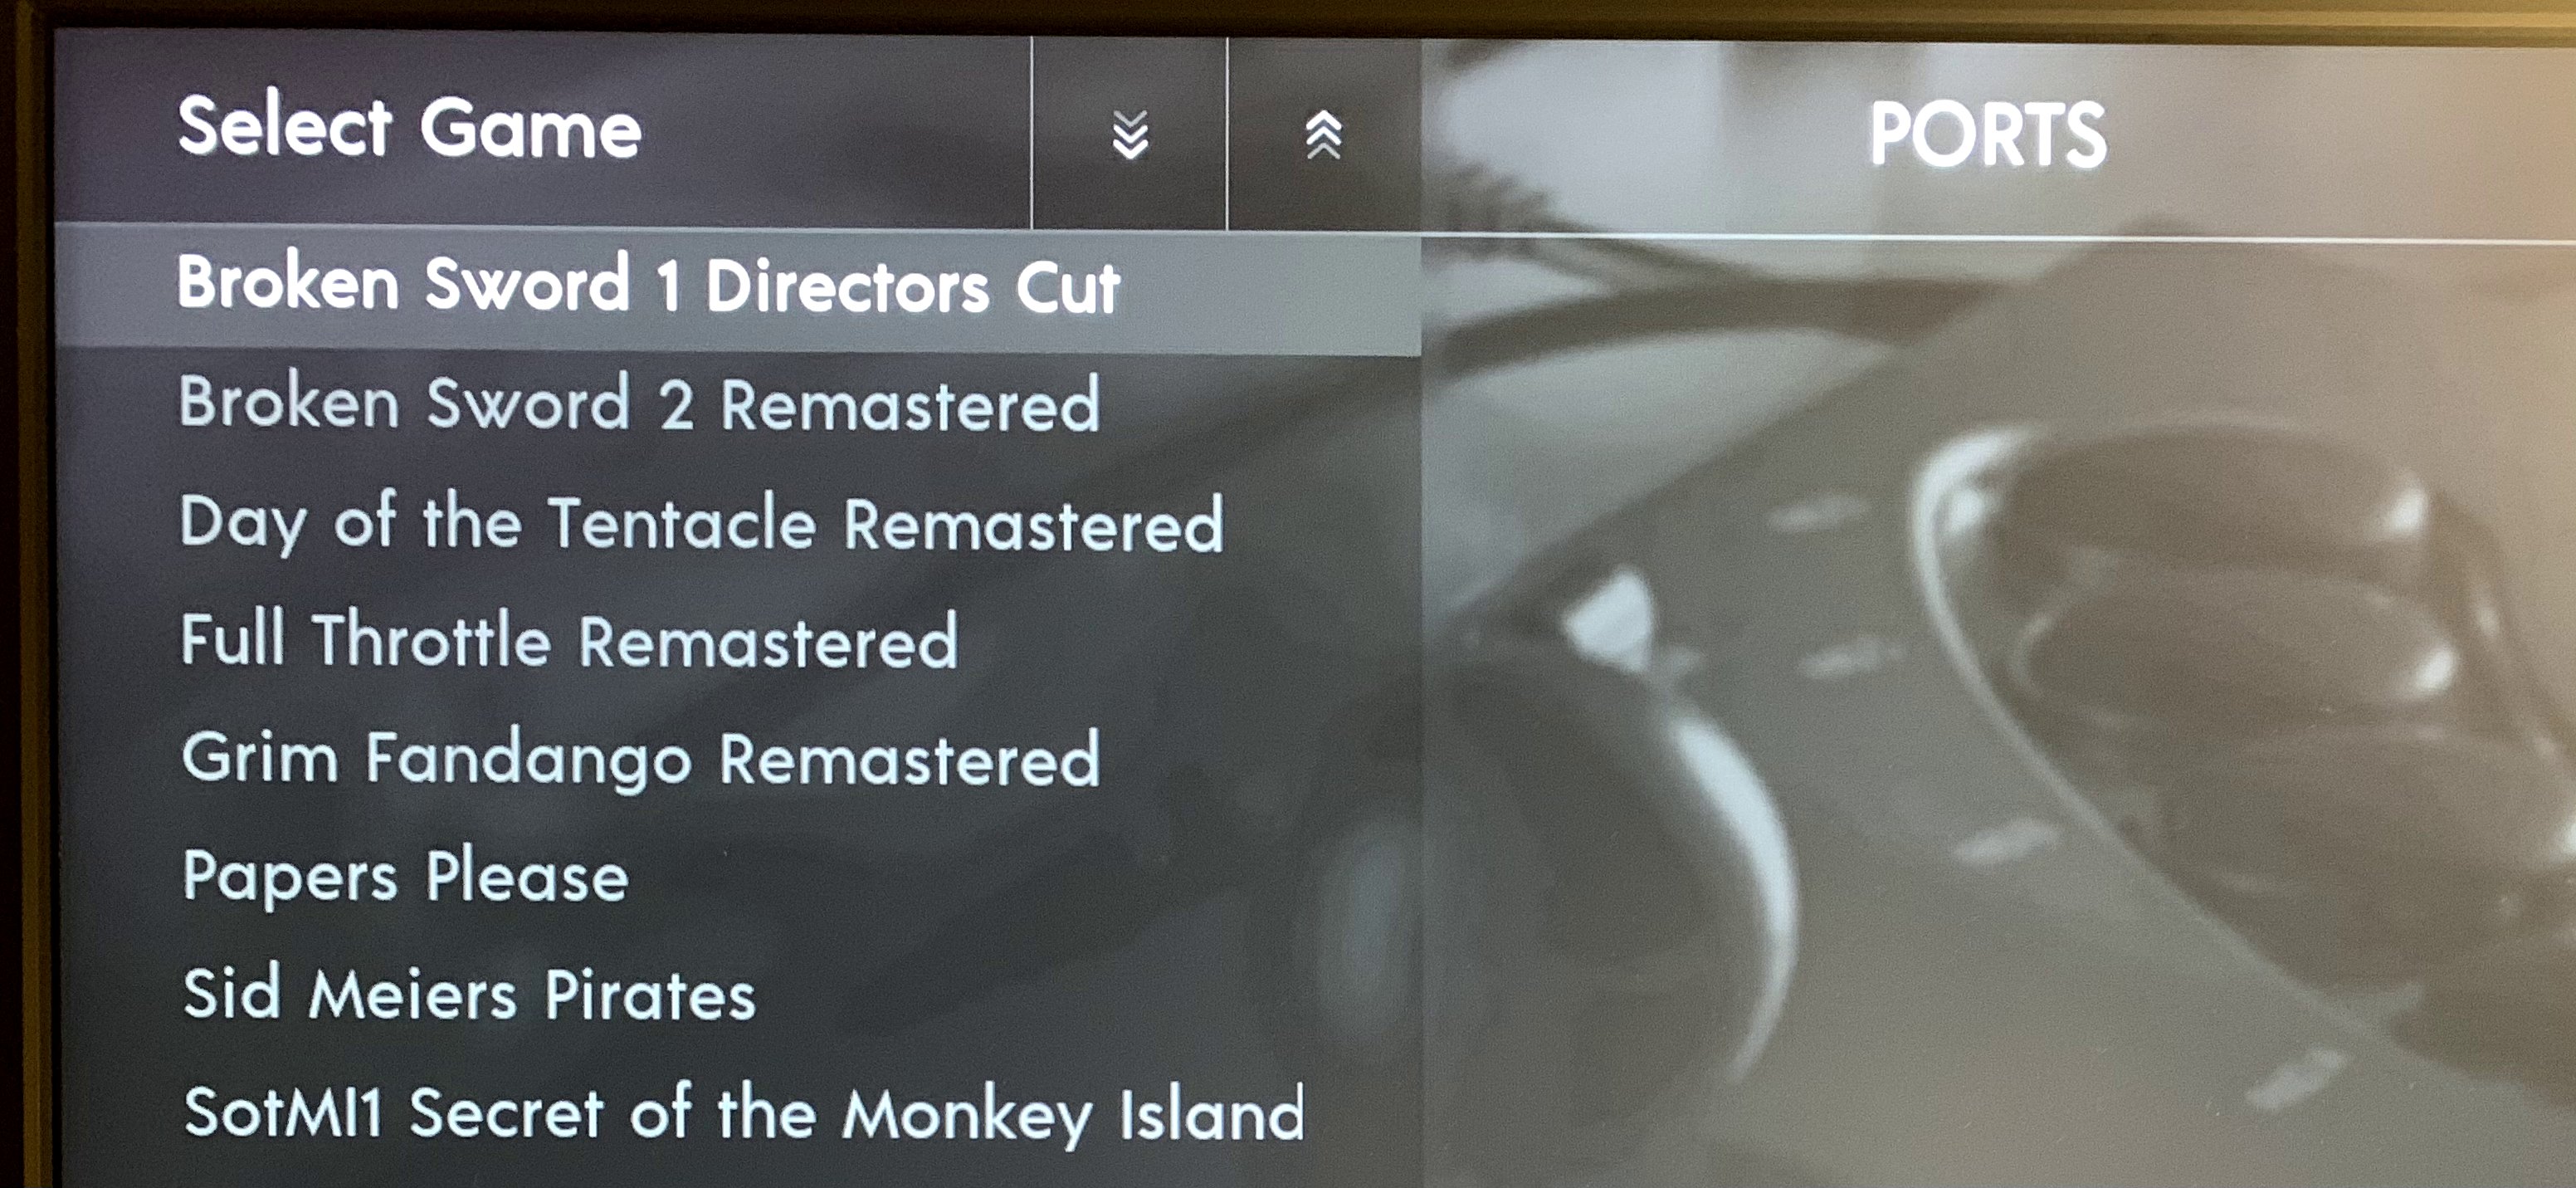 Select Game
PORTS
Broken Sword 1 Directors Cut
Broken Sword 2 Remastered
Day of the Tentacle Remastered
Full Throttle Remastered
Grim Fandango Remastered
Papers Please
Sid Meiers Pirates
SotMI1 Secret of the Monkey Island